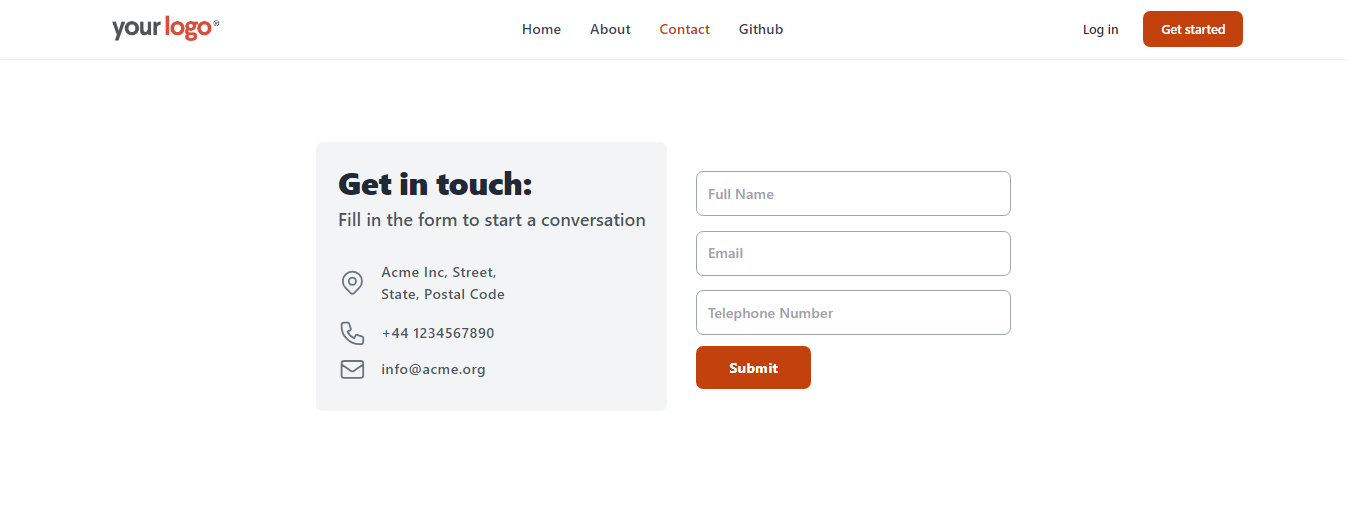 your logo®
Home About Contact Github
Log in Get started
Get in touch:
Fill in the form to start a conversation
Acme Inc, Street,
State, Postal Code
+44 1234567890
info@acme.org
Full Name
Email
Telephone Number
Submit